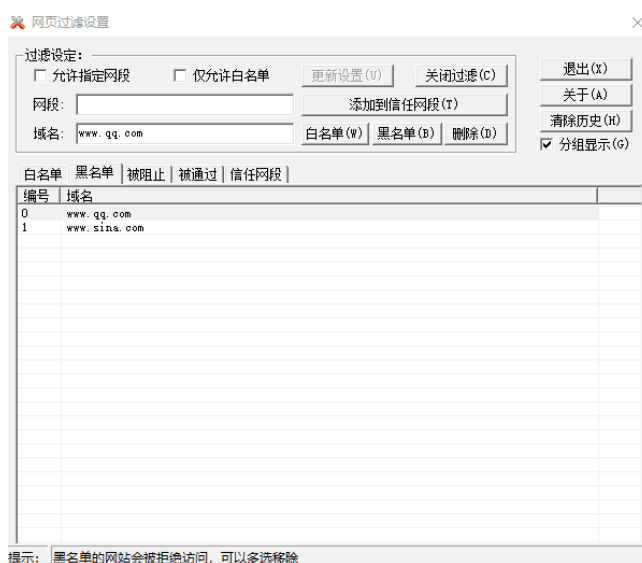 网页过滤设置
过滤设定:
允许指定网段 仅允许白名单 更新设置(U) 关闭过滤(C) 退出(X)
网段: 添加到信任网段(T) 关于(A)
域名: www.qq.com 白名单(W) 黑名单(B) 删除(D) 清除历史(H)
分组显示(G)
白名单 黑名单 被阻止 被通过 信任网段
编号 域名
0 www.qq.com
1 www.sina.com
提示: 黑名单的网站会被拒绝访问，可以多选移除